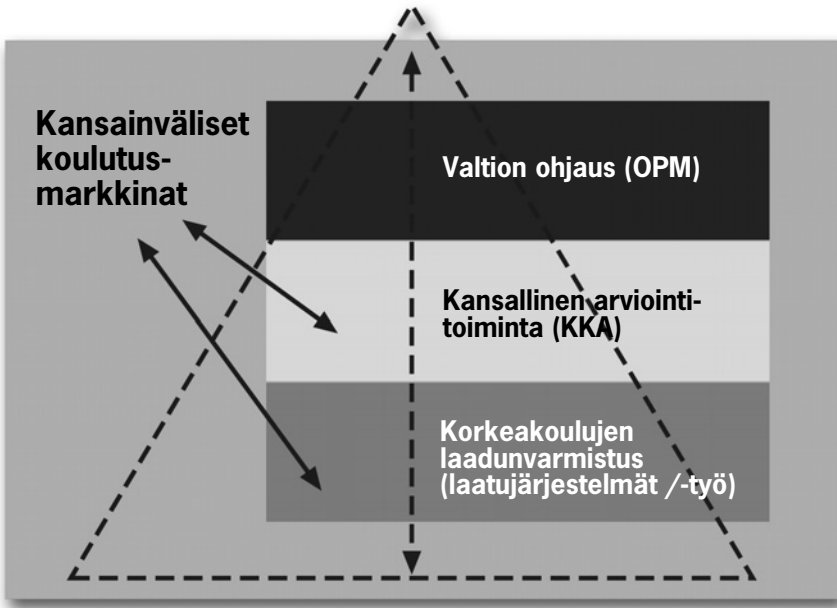 Kansainväliset
koulutus-
markkinat
Valtion ohjaus (OPM)
Kansallinen arviointi-
toiminta (KKA)
Korkeakoulujen
laadunvarmistus
(laatujärjestelmät /-työ)